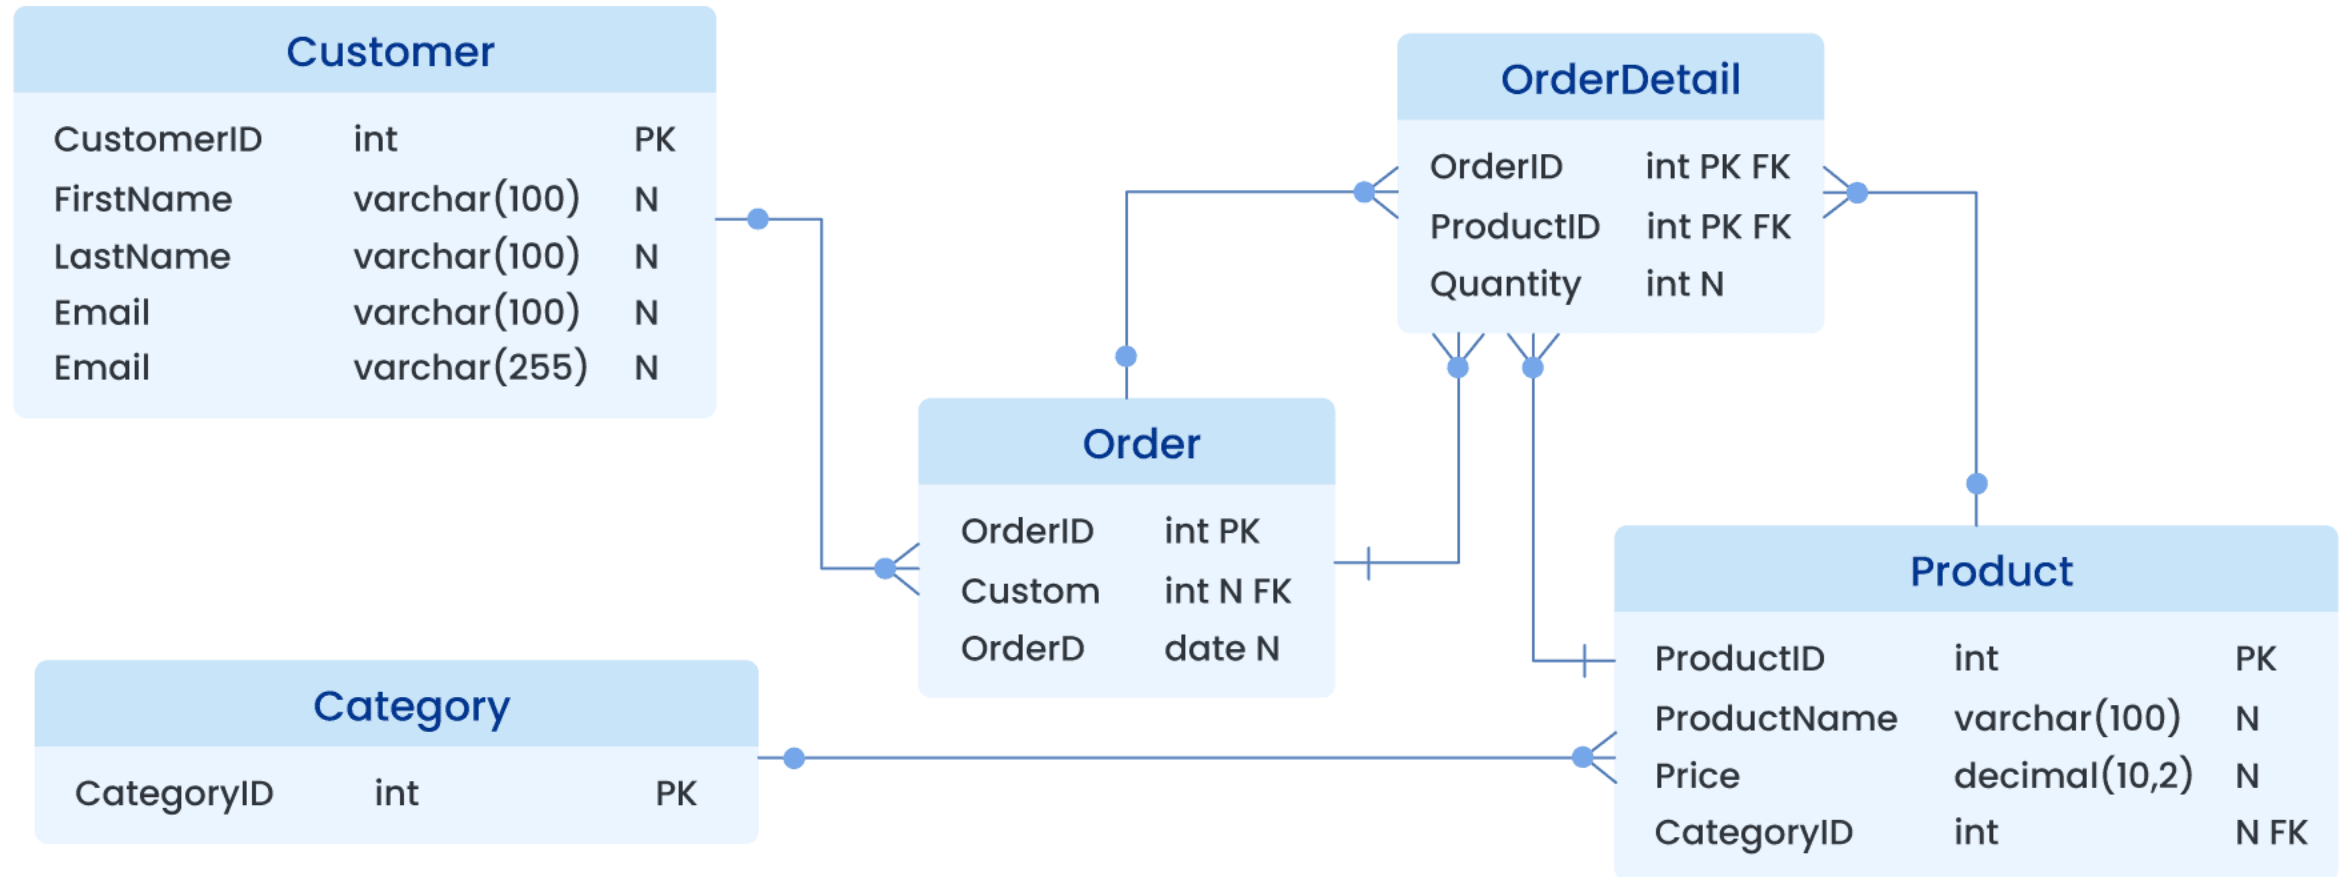 Customer
CustomerID int PK
FirstName varchar(100) N
LastName varchar(100) N
Email varchar(100) N
Email varchar(255) N
OrderDetail
OrderID int PK FK
ProductID int PK FK
Quantity int N
Order
OrderID int PK
Custom int N FK
OrderD date N
Category
CategoryID int PK
Product
ProductID int PK
ProductName varchar(100) N
Price decimal(10,2) N
CategoryID int N FK